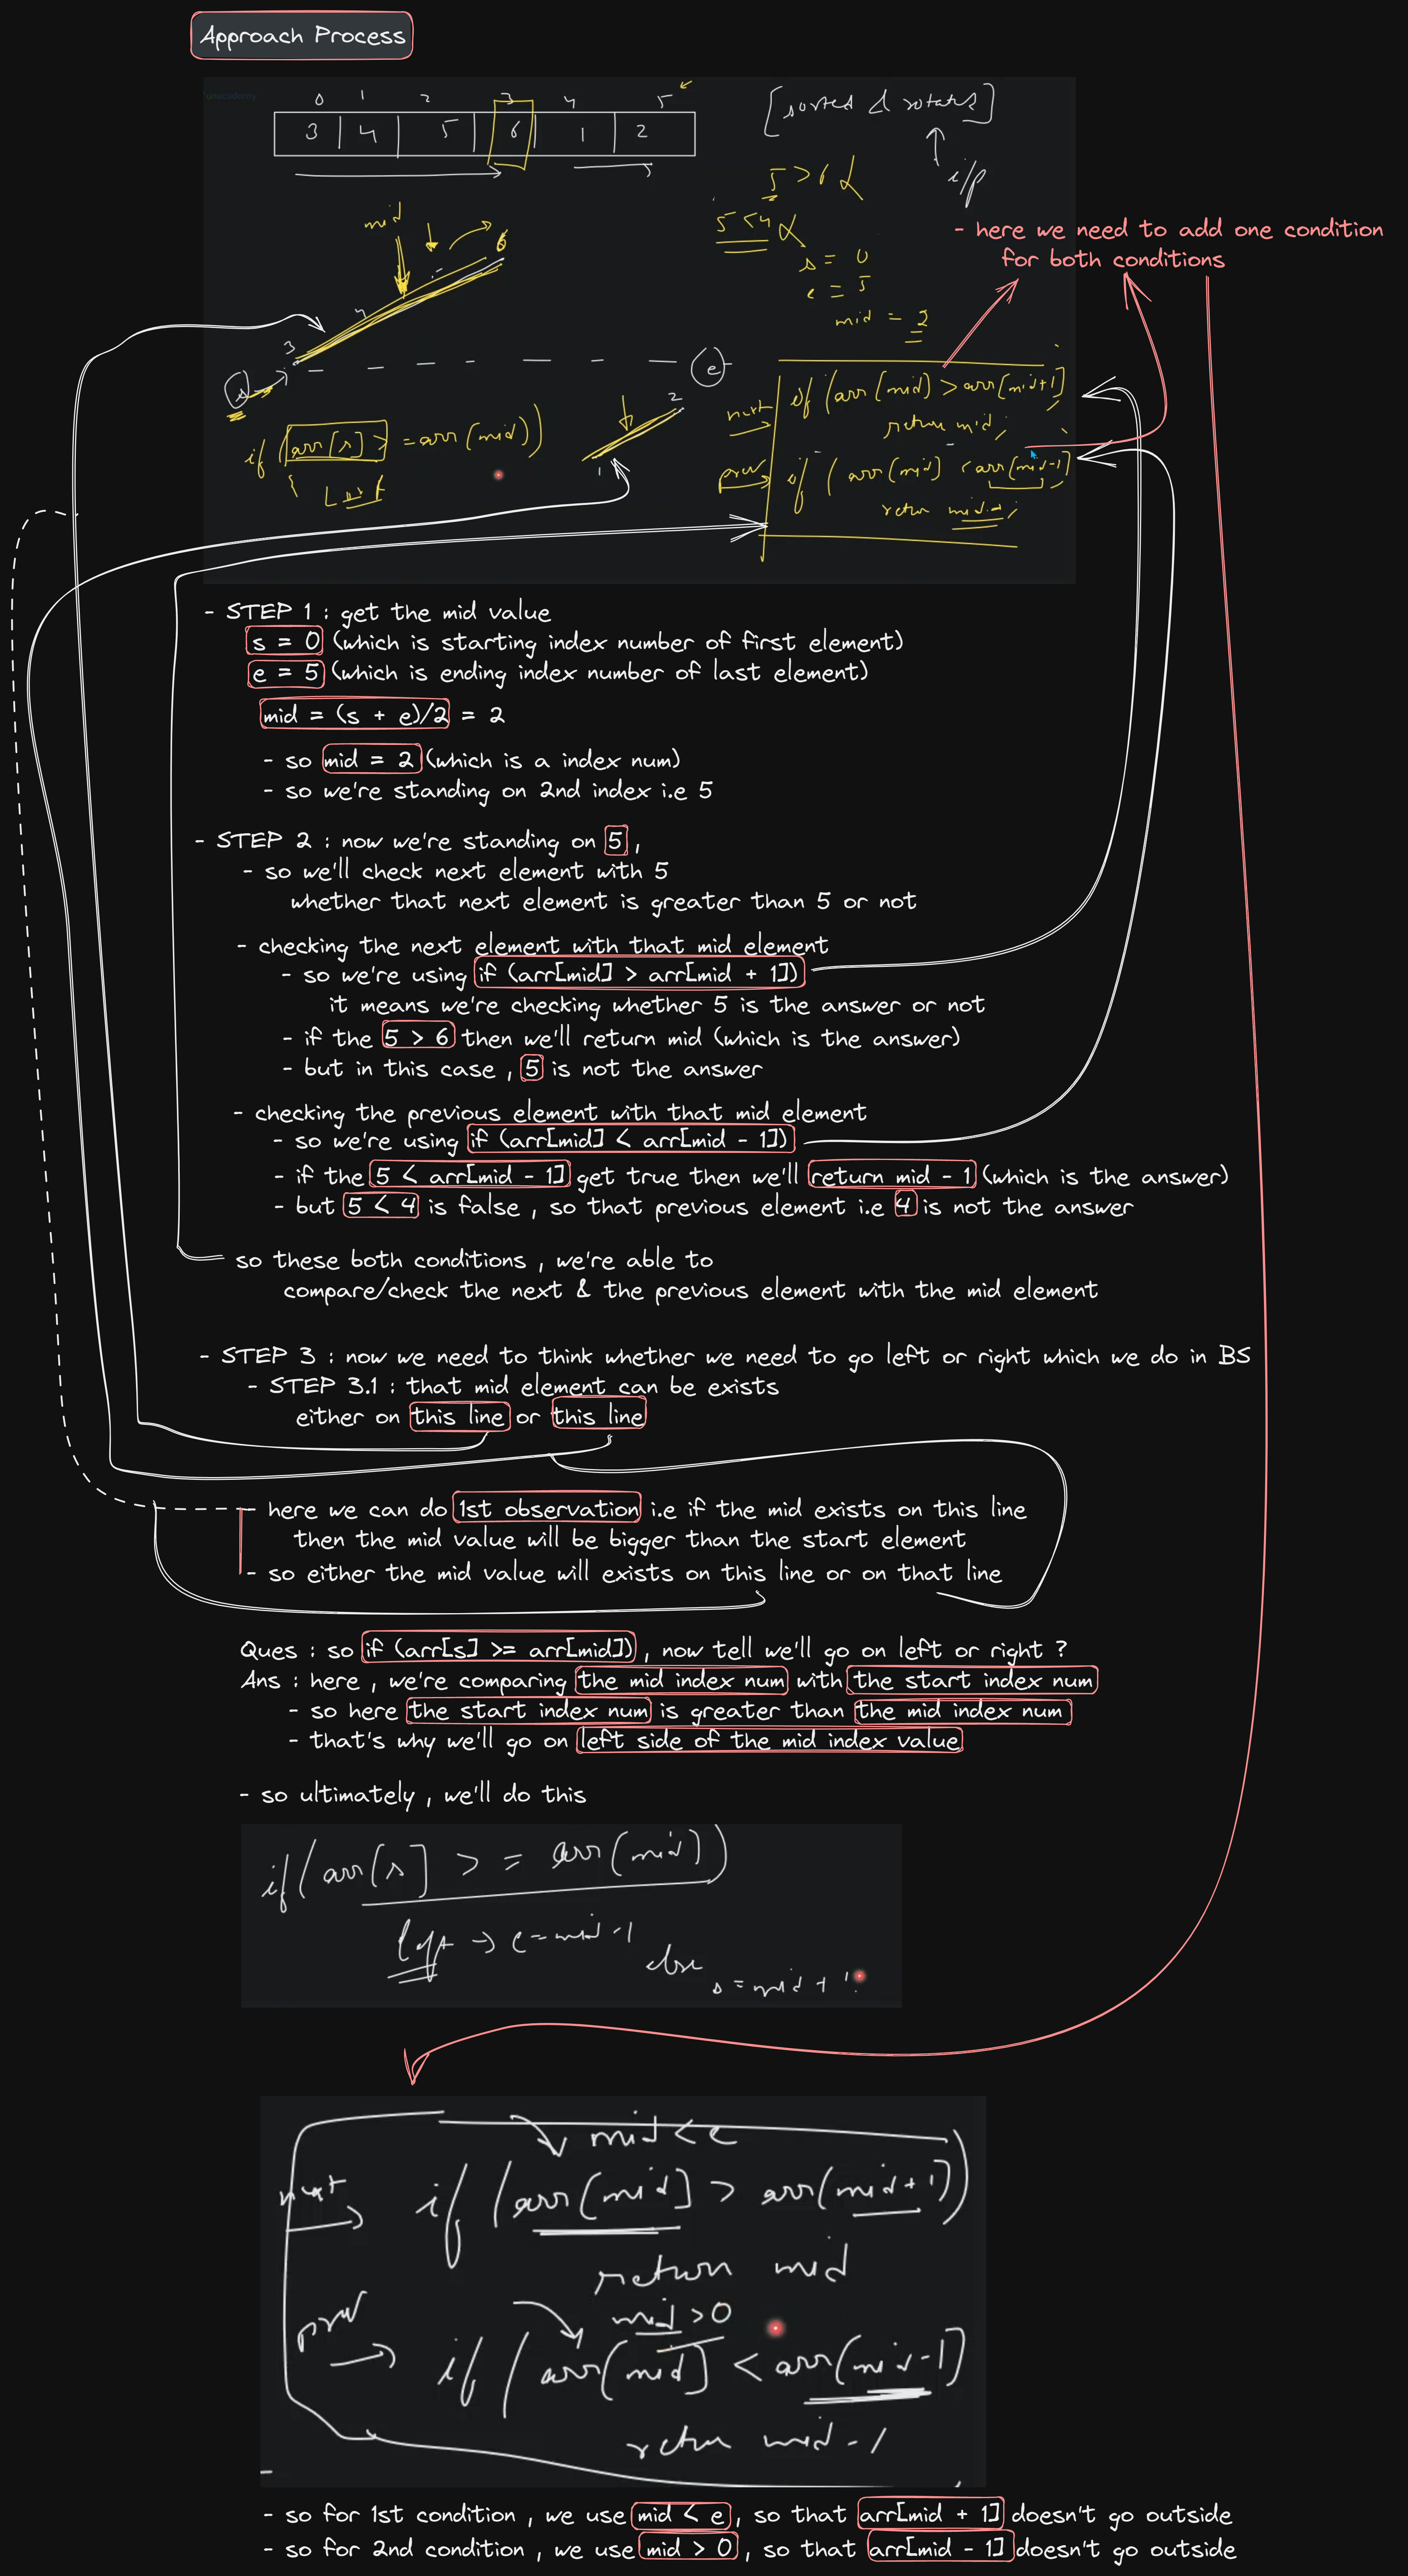 Approach Process
0 1 2 3 4 5
3 4 5 6 1 2
[sorted & rotated]
i/p
5 > 6
5 < 4
s = 0
e = 5
mid = 2
- here we need to add one condition
for both conditions
mid
6
4
3
s
e
2
1
if (arr[s] > = arr(mid))
{ Left
next
if (arr(mid) > arr[mid+1]
return mid;
prev
if ( arr(mid) < arr(mid-1]
- STEP 1 : get the mid value
s = 0 (which is starting index number of first element)
e = 5 (which is ending index number of last element)
mid = (s + e)/2 = 2
- so mid = 2 (which is a index num)
- so we're standing on 2nd index i.e 5
- STEP 2 : now we're standing on 5 ,
- so we'll check next element with 5
whether that next element is greater than 5 or not
- checking the next element with that mid element
- so we're using if (arr[mid] > arr[mid + 1])
it means we're checking whether 5 is the answer or not
- if the 5 > 6 then we'll return mid (which is the answer)
- but in this case , 5 is not the answer
- checking the previous element with that mid element
- so we're using if (arr[mid] < arr[mid - 1])
- if the 5 < arr[mid - 1] get true then we'll return mid - 1 (which is the answer)
- but 5 < 4 is false , so that previous element i.e 4 is not the answer
so these both conditions , we're able to
compare/check the next & the previous element with the mid element
- STEP 3 : now we need to think whether we need to go left or right which we do in BS
- STEP 3.1 : that mid element can be exists
either on this line or this line
- here we can do 1st observation i.e if the mid exists on this line
then the mid value will be bigger than the start element
- so either the mid value will exists on this line or on that line
Ques : so if (arr[s] >= arr[mid]) , now tell we'll go on left or right ?
Ans : here , we're comparing the mid index num with the start index num
- so here the start index num is greater than the mid index num
- that's why we'll go on left side of the mid index value
- so ultimately , we'll do this
if(arr[s] > = arr(mid))
left → e = mid - 1
else
s = mid + 1
mid < e
next
if (arr(mid] > arr(mid+1))
return mid
mid > 0
prev
if (arr(mid] < arr(mid-1]
retur mid - 1
- so for 1st condition , we use mid < e , so that arr[mid + 1] doesn't go outside
- so for 2nd condition , we use mid > 0 , so that arr[mid - 1] doesn't go outside